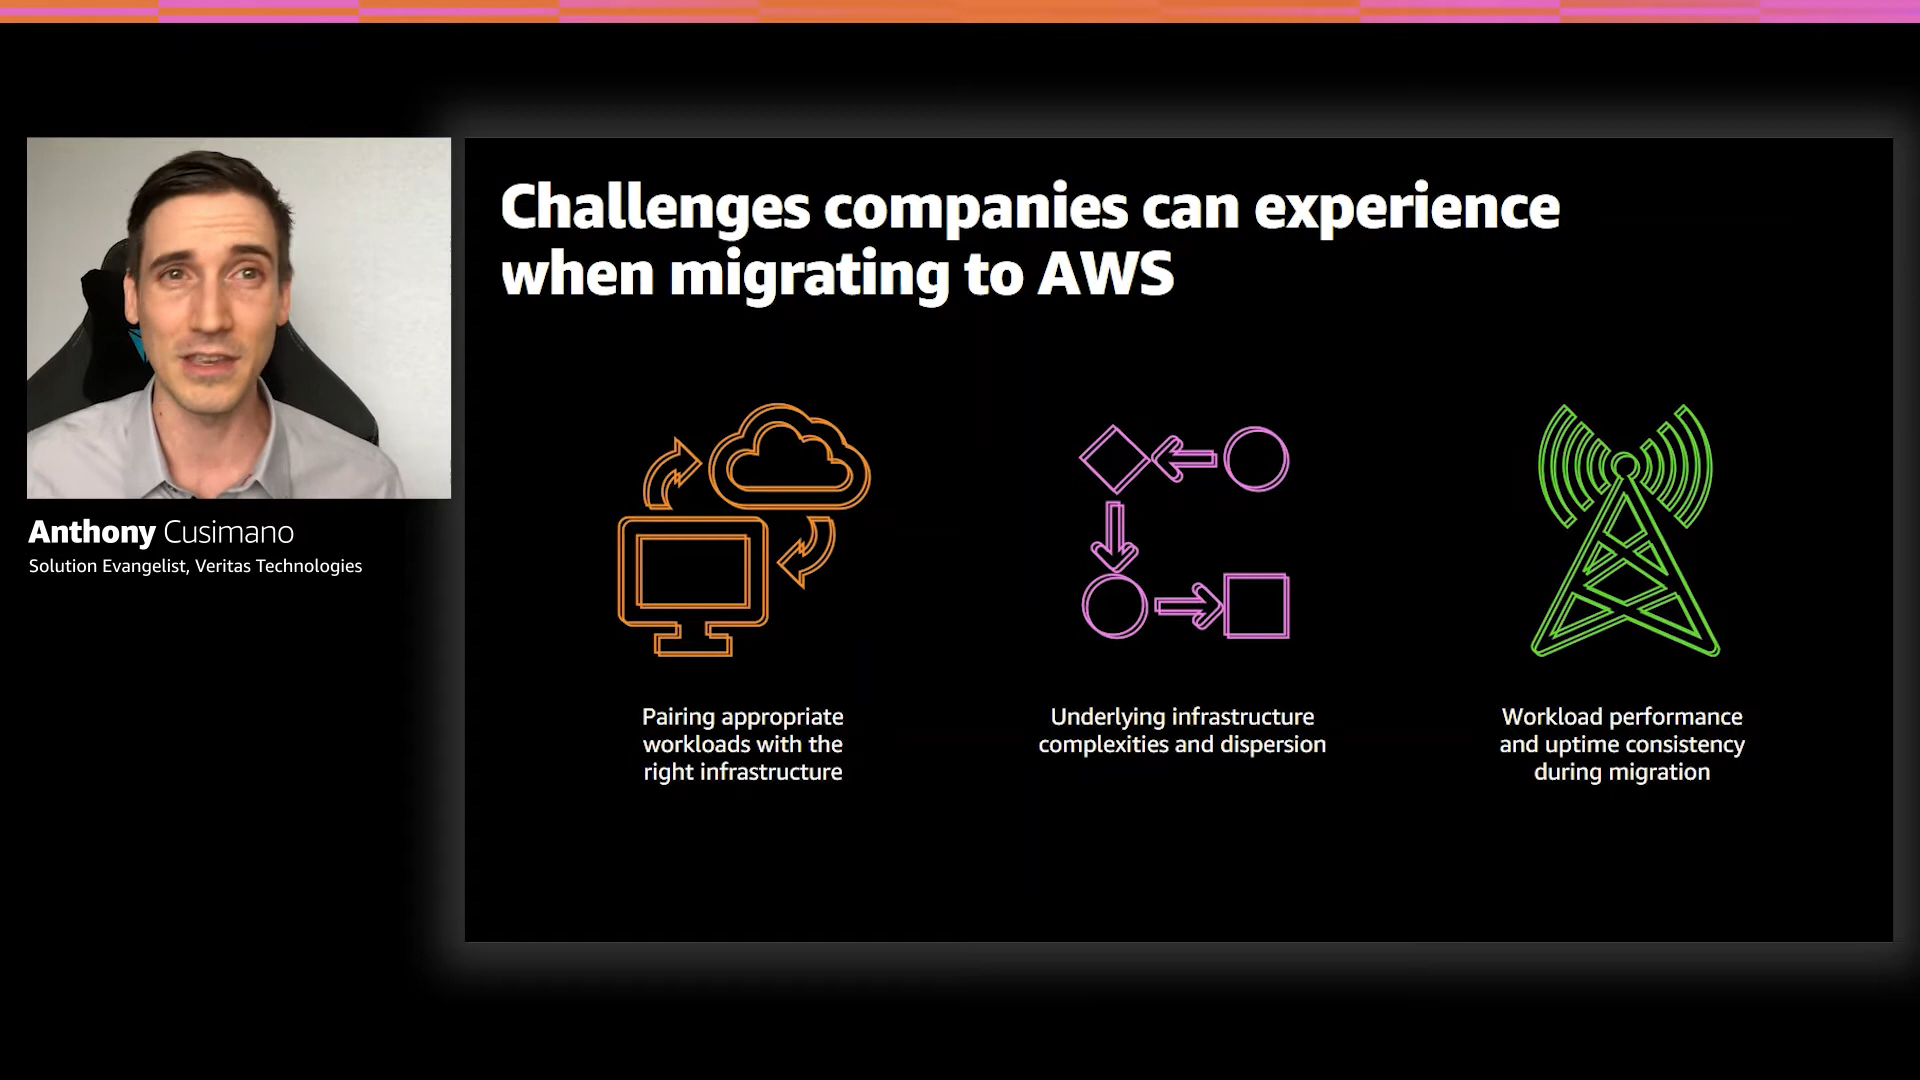 Challenges companies can experience
when migrating to AWS
Anthony Cusimano
Solution Evangelist, Veritas Technologies
Pairing appropriate
workloads with the
right infrastructure
Underlying infrastructure
complexities and dispersion
Workload performance
and uptime consistency
during migration